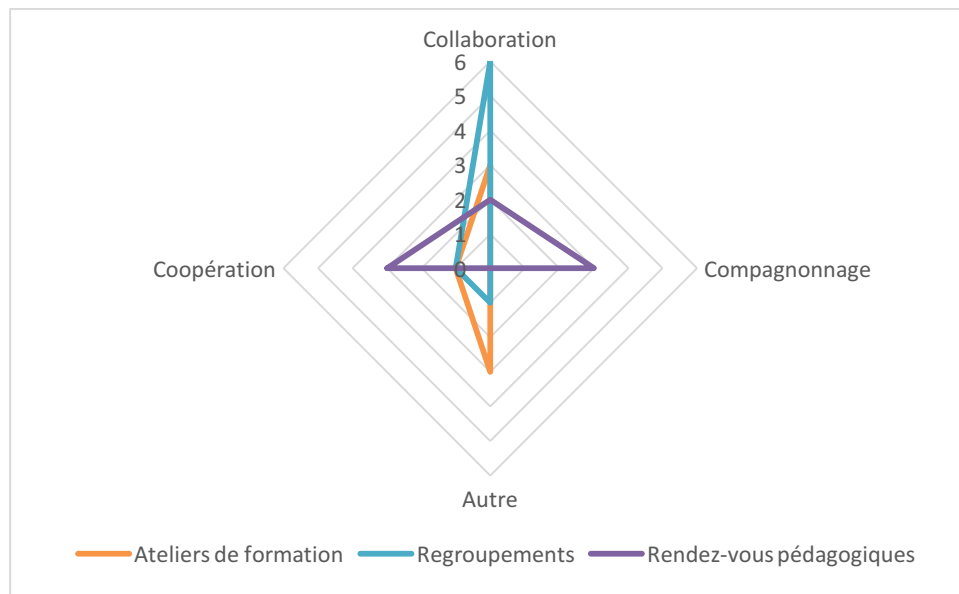 Collaboration
6
5
4
3
2
1
0
Coopération
Compagnonnage
Autre
Ateliers de formation
Regroupements
Rendez-vous pédagogiques